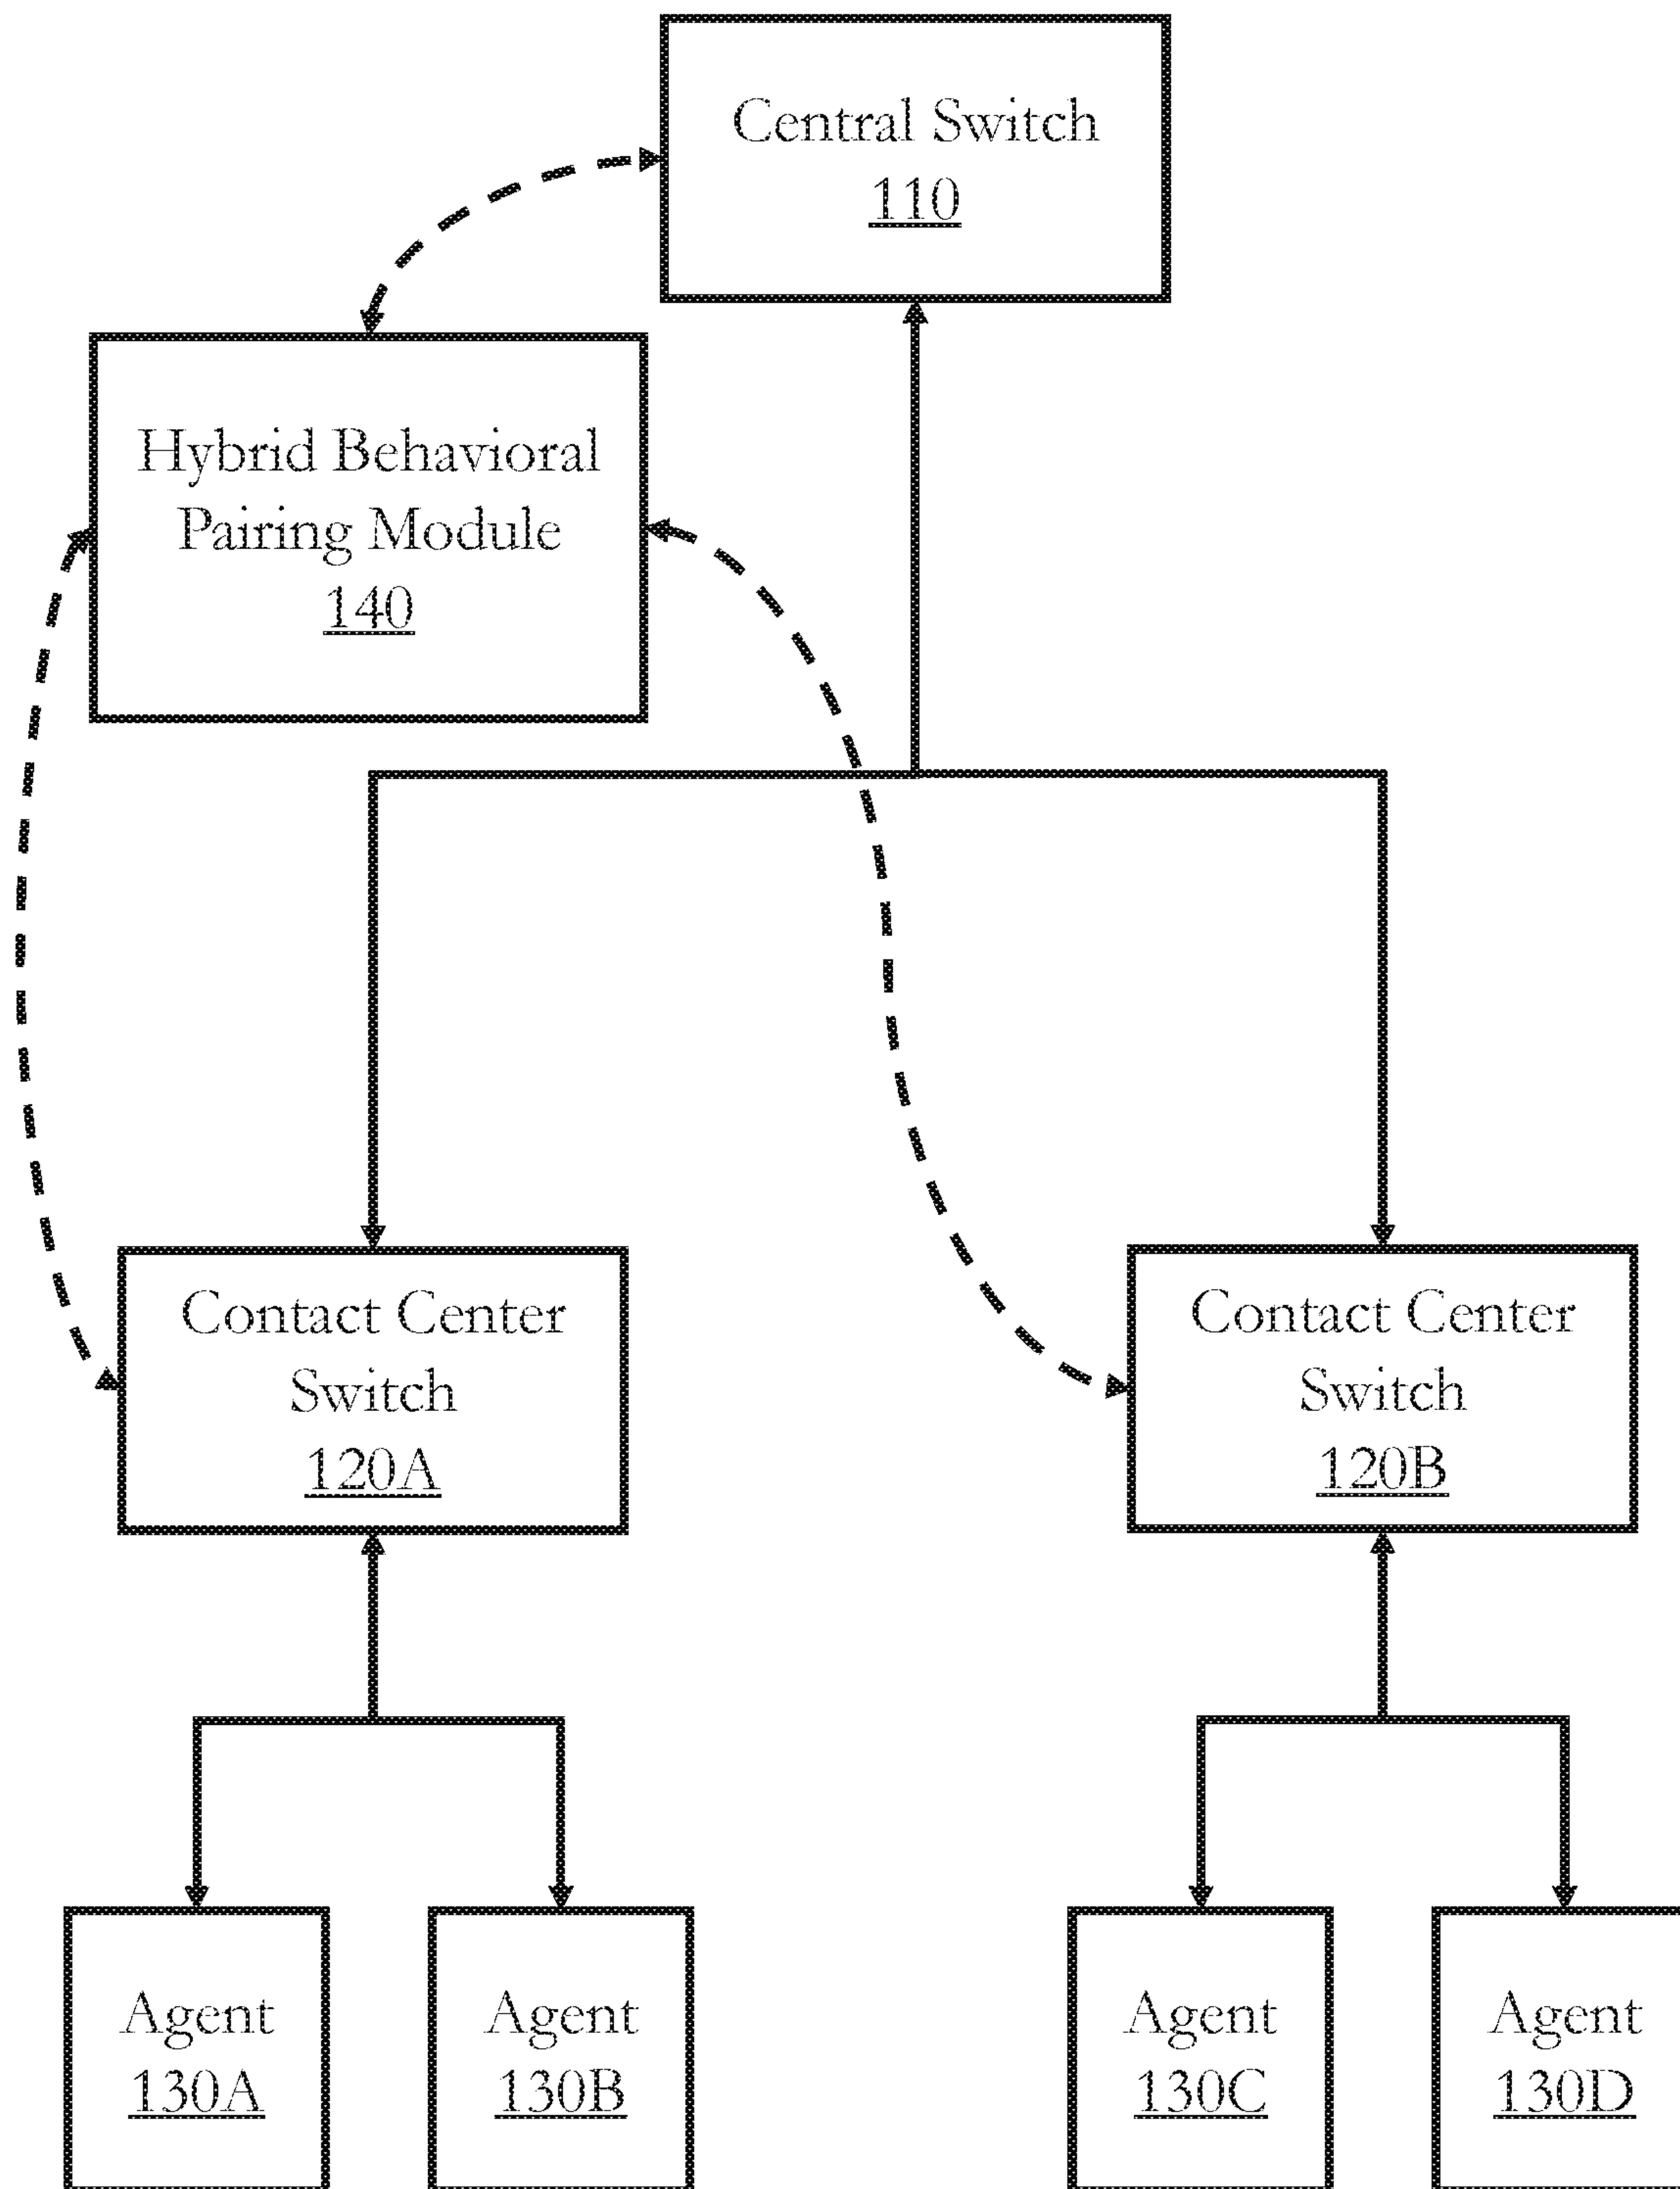 Central Switch
110
Hybrid Behavioral
Pairing Module
140
Contact Center
Switch
120A
Contact Center
Switch
120B
Agent
130A
Agent
130B
Agent
130C
Agent
130D